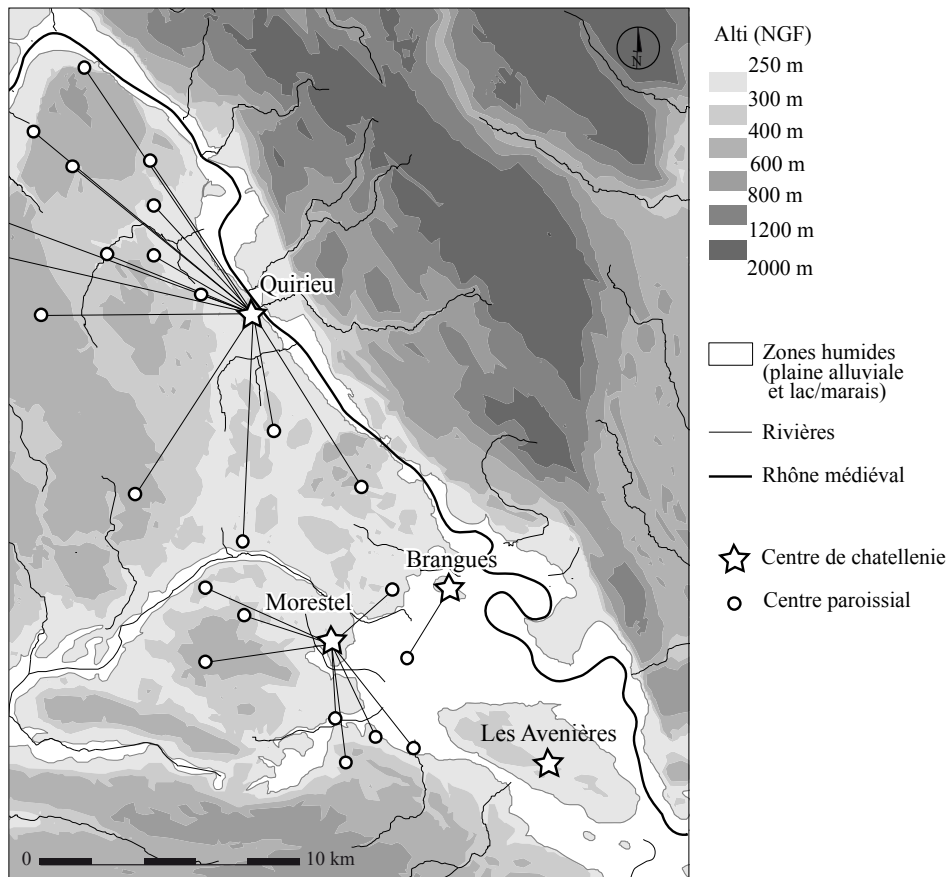 N
Quirieu
Brangues
Morestel
Les Avenières
0
10 km
Alti (NGF)
250 m
300 m
400 m
600 m
800 m
1200 m
2000 m
Zones humides
(plaine alluviale
et lac/marais)
Rivières
Rhône médiéval
Centre de chatellenie
Centre paroissial